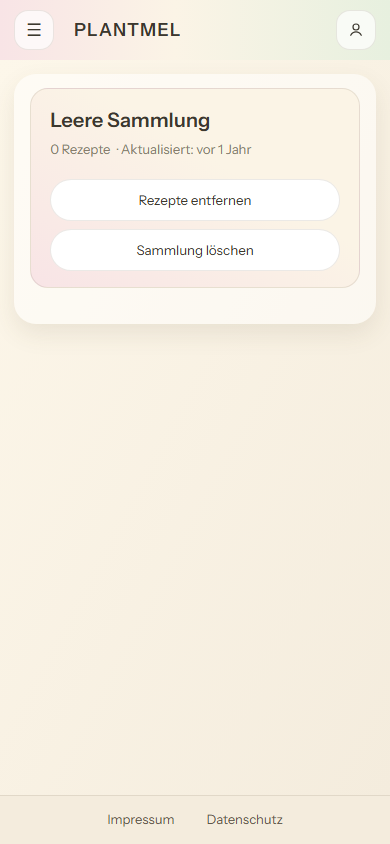 PLANTMEL
Leere Sammlung
0 Rezepte · Aktualisiert: vor 1 Jahr
Rezepte entfernen
Sammlung löschen
Impressum Datenschutz